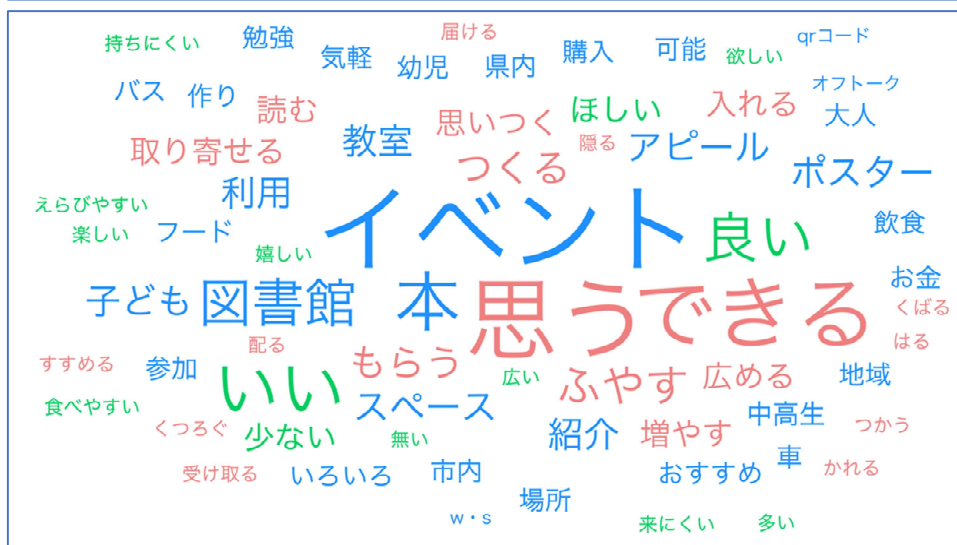 届ける
qrコード
持ちにくい
勉強
気軽
幼児
県内
購入
可能
欲しい
オフトーク
バス
作り
読む
教室
思いつく
ほしい
入れる
大人
取り寄せる
つくる
隠る
アピール
ポスター
えらびやすい
利用
イベント
良い
飲食
楽しい
フード
嬉しい
お金
子ども
図書館
本
思う
できる
くばる
はる
すすめる
配る
参加
いい
もらう
広い
ふやす
広める
地域
食べやすい
スペース
中高生
くつろぐ
少ない
無い
紹介
増やす
つかう
受け取る
いろいろ
市内
おすすめ
車
かれる
場所
w・s
来にくい
多い